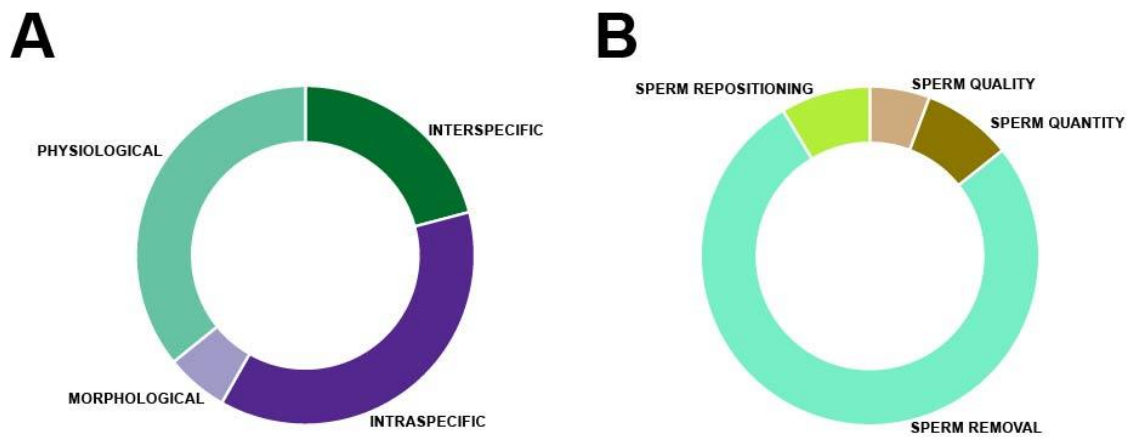 A
INTERSPECIFIC
INTRASPECIFIC
MORPHOLOGICAL
PHYSIOLOGICAL
B
SPERM QUALITY
SPERM QUANTITY
SPERM REMOVAL
SPERM REPOSITIONING